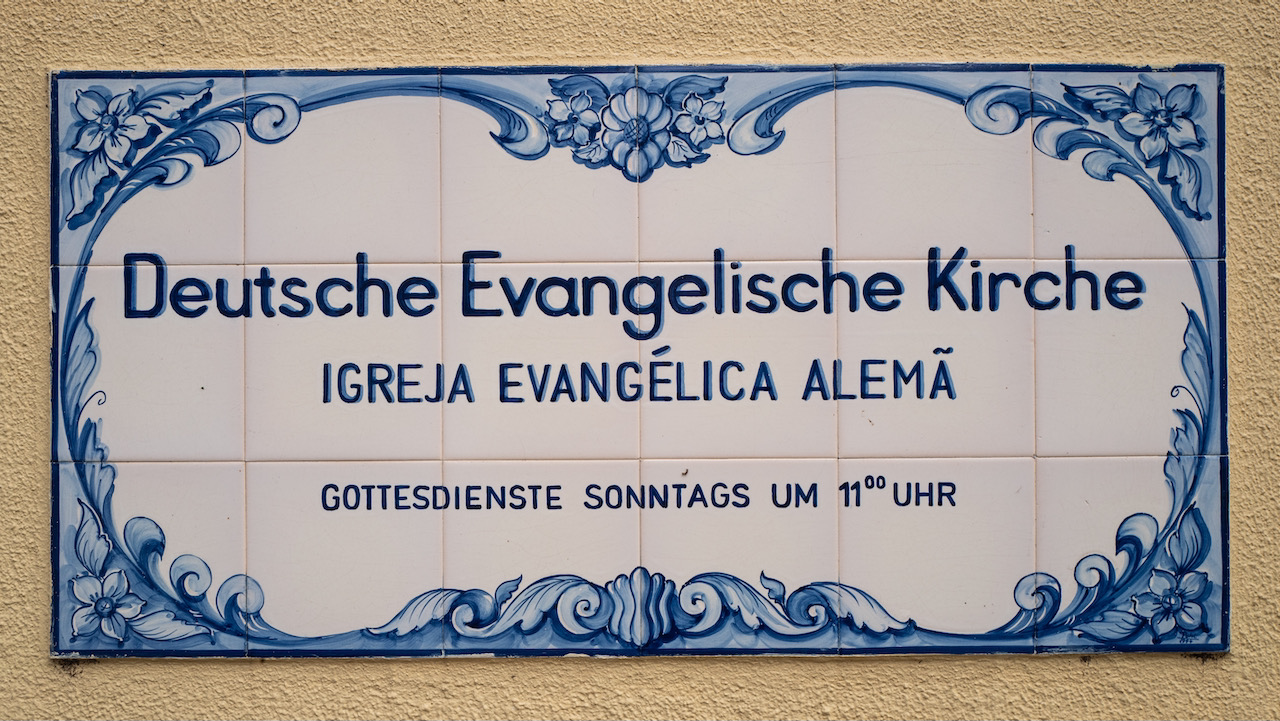 Deutsche Evangelische Kirche
IGREJA EVANGÉLICA ALEMÃ
GOTTESDIENSTE SONNTAGS UM 11⁰⁰ UHR